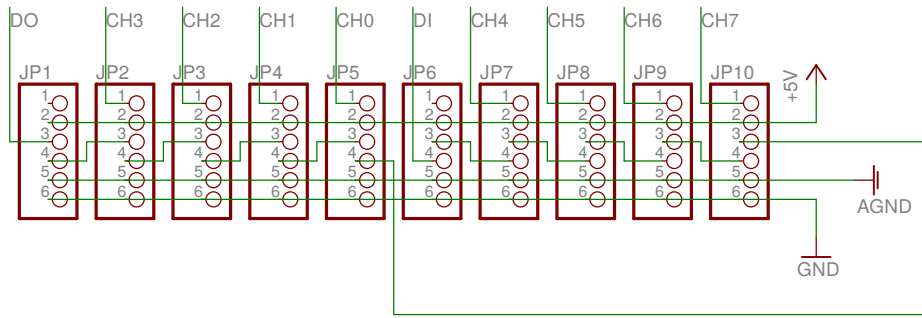 DO CH3 CH2 CH1 CH0 DI CH4 CH5 CH6 CH7
JP1 JP2 JP3 JP4 JP5 JP6 JP7 JP8 JP9 JP10
+5V
1 1 1 1 1 1 1 1 1 1
2 2 2 2 2 2 2 2 2 2
3 3 3 3 3 3 3 3 3 3
4 4 4 4 4 4 4 4 4 4
5 5 5 5 5 5 5 5 5 5
6 6 6 6 6 6 6 6 6 6
AGND
GND